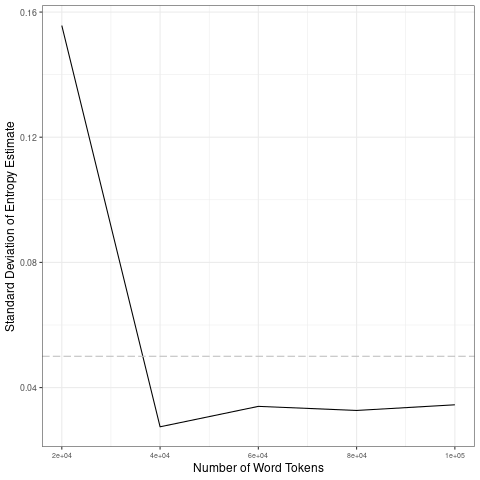 Standard Deviation of Entropy Estimate
0.16
0.12
0.08
0.04
2e+04 4e+04 6e+04 8e+04 1e+05
Number of Word Tokens